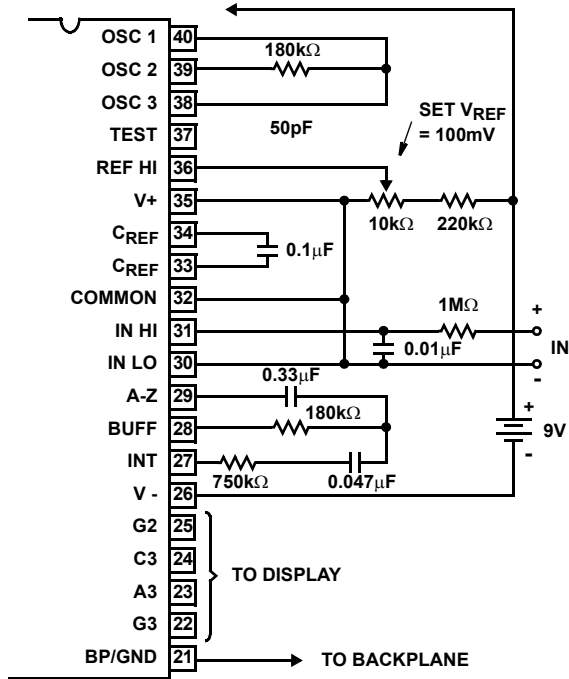 OSC 1 40
180kΩ
OSC 2 39
OSC 3 38
SET VREF
= 100mV
TEST 37
50pF
REF HI 36
V+ 35
10kΩ 220kΩ
CREF 34
0.1µF
CREF 33
COMMON 32
1MΩ
+
IN HI 31
IN
0.01µF
IN LO 30
-
0.33µF
A-Z 29
180kΩ
+
BUFF 28
9V
-
INT 27
750kΩ 0.047µF
V - 26
G2 25
C3 24
TO DISPLAY
A3 23
G3 22
BP/GND 21 TO BACKPLANE